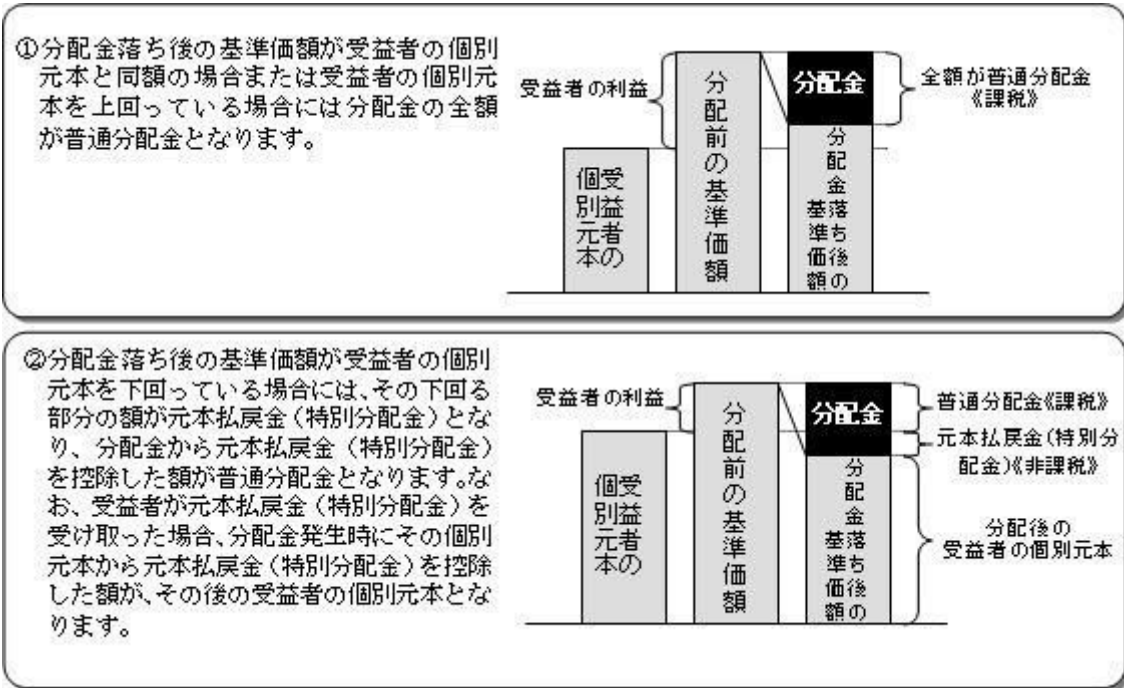 ①分配金落ち後の基準価額が受益者の個別
元本と同額の場合または受益者の個別元
本を上回っている場合には分配金の全額
が普通分配金となります。
受益者の利益
受益者の
個別元本
分配前の基準価額
分配金
分配金落ち後の
基準価額
全額が普通分配金
《課税》
②分配金落ち後の基準価額が受益者の個別
元本を下回っている場合には、その下回る
部分の額が元本払戻金（特別分配金）とな
り、分配金から元本払戻金（特別分配金）
を控除した額が普通分配金となります。な
お、受益者が元本払戻金（特別分配金）を
受け取った場合、分配金発生時にその個別
元本から元本払戻金（特別分配金）を控除
した額が、その後の受益者の個別元本とな
ります。
受益者の利益
受益者の
個別元本
分配前の基準価額
分配金
分配金落ち後の
基準価額
普通分配金《課税》
元本払戻金（特別分
配金）《非課税》
分配後の
受益者の個別元本